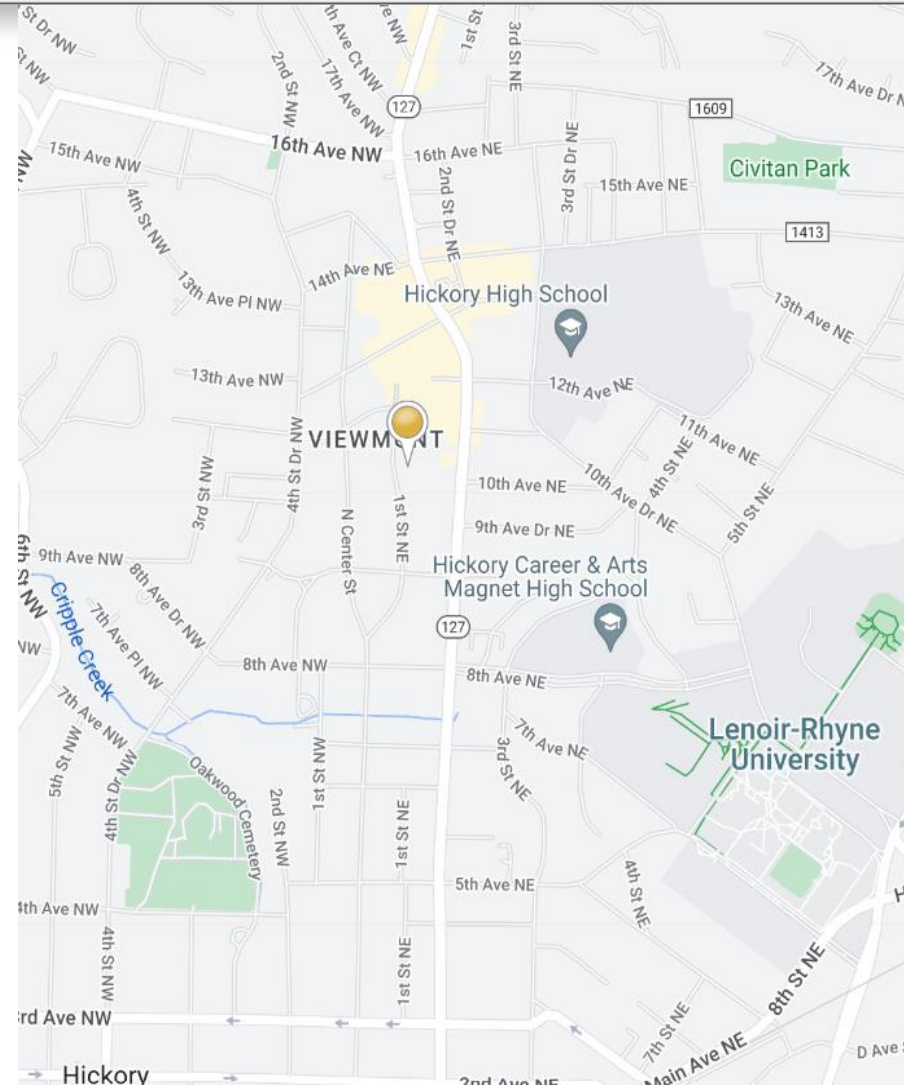 St Dr NW
th Ave Ct NW
17th Ave NW
2nd St NW
1st St
3rd St NE
17th Ave Dr N
127
1609
16th Ave NW
16th Ave NE
15th Ave NW
Civitan Park
4th St NW
2nd St Dr NE
3rd St Dr NE
15th Ave NE
1413
14th Ave NE
13th Ave Pl NW
Hickory High School
13th Ave NE
13th Ave NW
12th Ave NE
4th St Dr NW
11th Ave NE
VIEWMONT
3rd St NW
10th Ave NE
10th Ave Dr NE
4th St NE
5th St NE
1st St NE
N Center St
9th Ave Dr NE
6th St NW
9th Ave NW
8th Ave Dr NW
Hickory Career & Arts
Magnet High School
Cripple Creek
7th Ave Pl NW
127
NW
8th Ave NW
8th Ave NE
7th Ave NW
7th Ave NE
Lenoir-Rhyne
University
5th St NW
4th St Dr NW
Oakwood Cemetery
2nd St NW
1st St NW
1st St NE
3rd St NE
5th Ave NE
4th St NE
4th Ave NW
4th St NW
1st St NE
8th St NE
H
rd Ave NW
7th St NE
Main Ave NE
D Ave
Hickory
2nd Ave NE